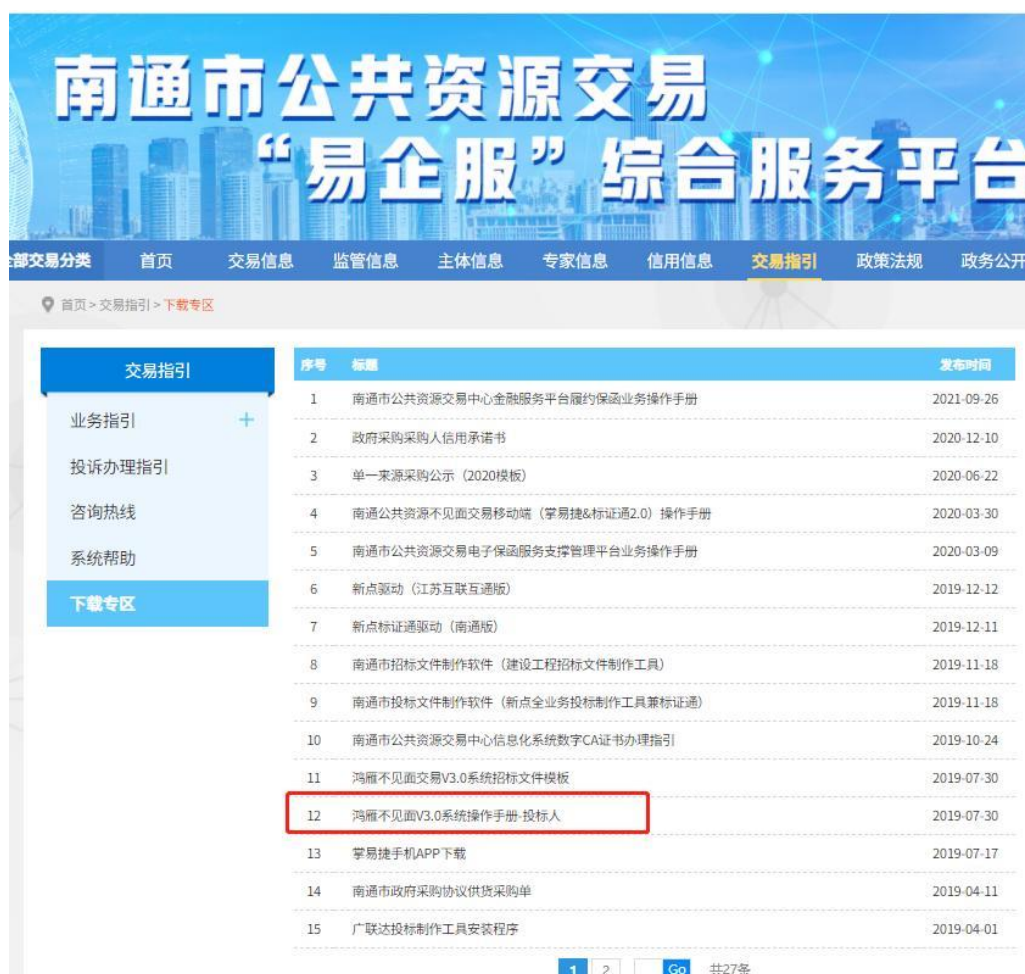 南通市公共资源交易
“易企服”综合服务平台
全部交易分类 首页 交易信息 监管信息 主体信息 专家信息 信用信息 交易指引 政策法规 政务公开
首页 > 交易指引 > 下载专区
交易指引
业务指引 +
投诉办理指引
咨询热线
系统帮助
下载专区
序号 标题 发布时间
1 南通市公共资源交易中心金融服务平台履约保函业务操作手册 2021-09-26
2 政府采购采购人信用承诺书 2020-12-10
3 单一来源采购公示（2020模板） 2020-06-22
4 南通公共资源不见面交易移动端（掌易捷&标证通2.0）操作手册 2020-03-30
5 南通市公共资源交易电子保函服务支撑管理平台业务操作手册 2020-03-09
6 新点驱动（江苏互联互通版） 2019-12-12
7 新点标证通驱动（南通版） 2019-12-11
8 南通市招标文件制作软件（建设工程招标文件制作工具） 2019-11-18
9 南通市投标文件制作软件（新点全业务投标制作工具兼标证通） 2019-11-18
10 南通市公共资源交易中心信息化系统数字CA证书办理指引 2019-10-24
11 鸿雁不见面交易V3.0系统招标文件模板 2019-07-30
12 鸿雁不见面V3.0系统操作手册-投标人 2019-07-30
13 掌易捷手机APP下载 2019-07-17
14 南通市政府采购协议供货采购单 2019-04-11
15 广联达投标制作工具安装程序 2019-04-01
1 2 Go 共27条